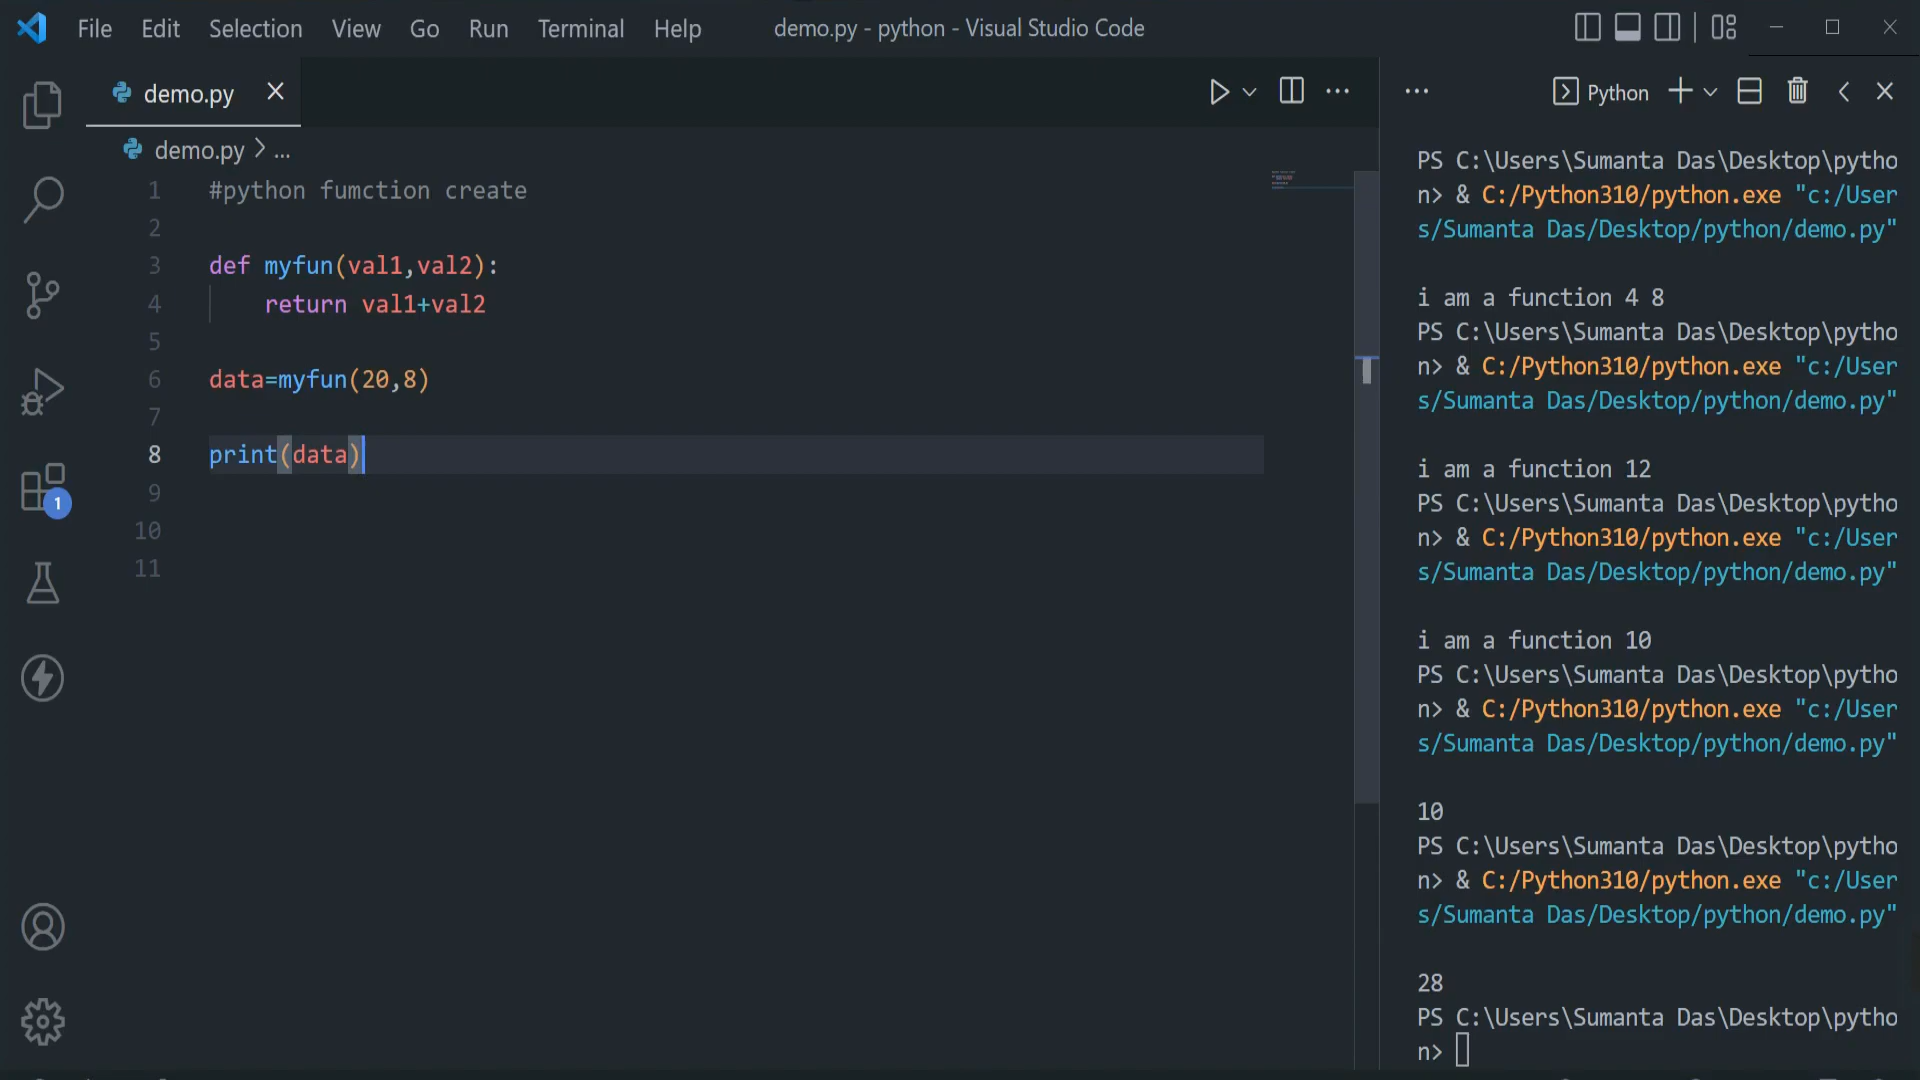 File Edit Selection View Go Run Terminal Help demo.py - python - Visual Studio Code
demo.py
demo.py > ...
1 #python fumction create
2
3 def myfun(val1,val2):
4     return val1+val2
5
6 data=myfun(20,8)
7
8 print(data)
9
10
11
1
Python
PS C:\Users\Sumanta Das\Desktop\pytho
n> & C:/Python310/python.exe "c:/User
s/Sumanta Das/Desktop/python/demo.py"
i am a function 4 8
PS C:\Users\Sumanta Das\Desktop\pytho
n> & C:/Python310/python.exe "c:/User
s/Sumanta Das/Desktop/python/demo.py"
i am a function 12
PS C:\Users\Sumanta Das\Desktop\pytho
n> & C:/Python310/python.exe "c:/User
s/Sumanta Das/Desktop/python/demo.py"
i am a function 10
PS C:\Users\Sumanta Das\Desktop\pytho
n> & C:/Python310/python.exe "c:/User
s/Sumanta Das/Desktop/python/demo.py"
10
PS C:\Users\Sumanta Das\Desktop\pytho
n> & C:/Python310/python.exe "c:/User
s/Sumanta Das/Desktop/python/demo.py"
28
PS C:\Users\Sumanta Das\Desktop\pytho
n>